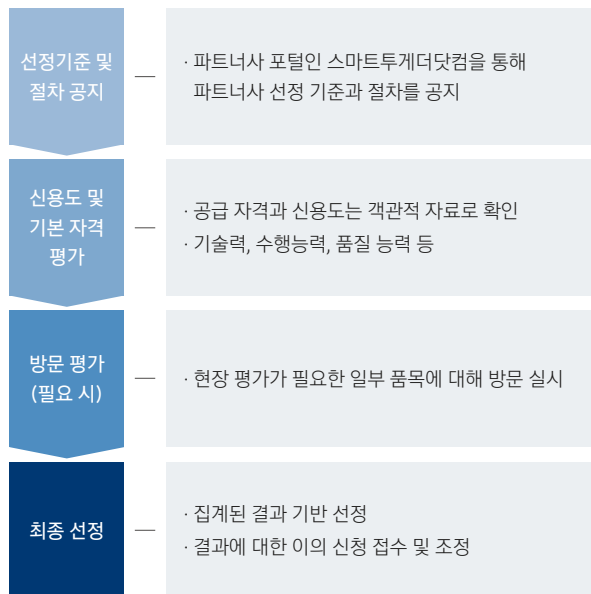 선정기준 및
절차 공지
· 파트너사 포털인 스마트투게더닷컴을 통해
파트너사 선정 기준과 절차를 공지
신용도 및
기본 자격
평가
· 공급 자격과 신용도는 객관적 자료로 확인
· 기술력, 수행능력, 품질 능력 등
방문 평가
(필요 시)
· 현장 평가가 필요한 일부 품목에 대해 방문 실시
최종 선정
· 집계된 결과 기반 선정
· 결과에 대한 이의 신청 접수 및 조정